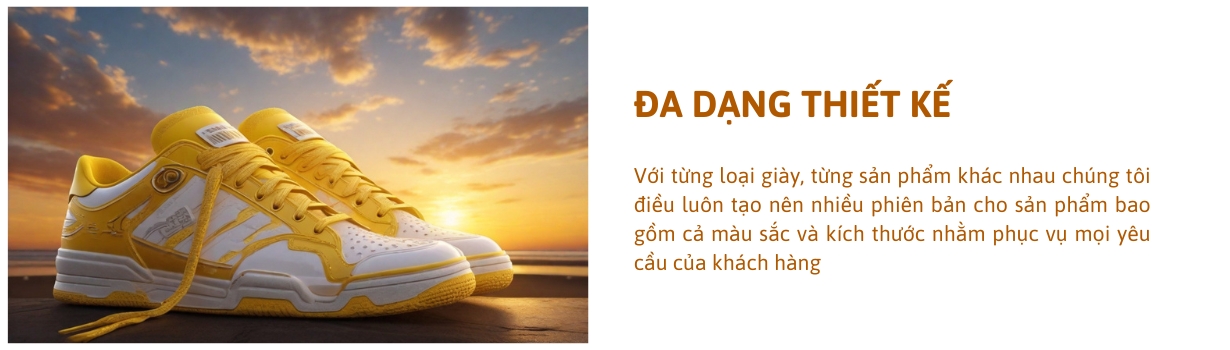 ĐA DẠNG THIẾT KẾ
Với từng loại giày, từng sản phẩm khác nhau chúng tôi
điều luôn tạo nên nhiều phiên bản cho sản phẩm bao
gồm cả màu sắc và kích thước nhằm phục vụ mọi yêu
cầu của khách hàng